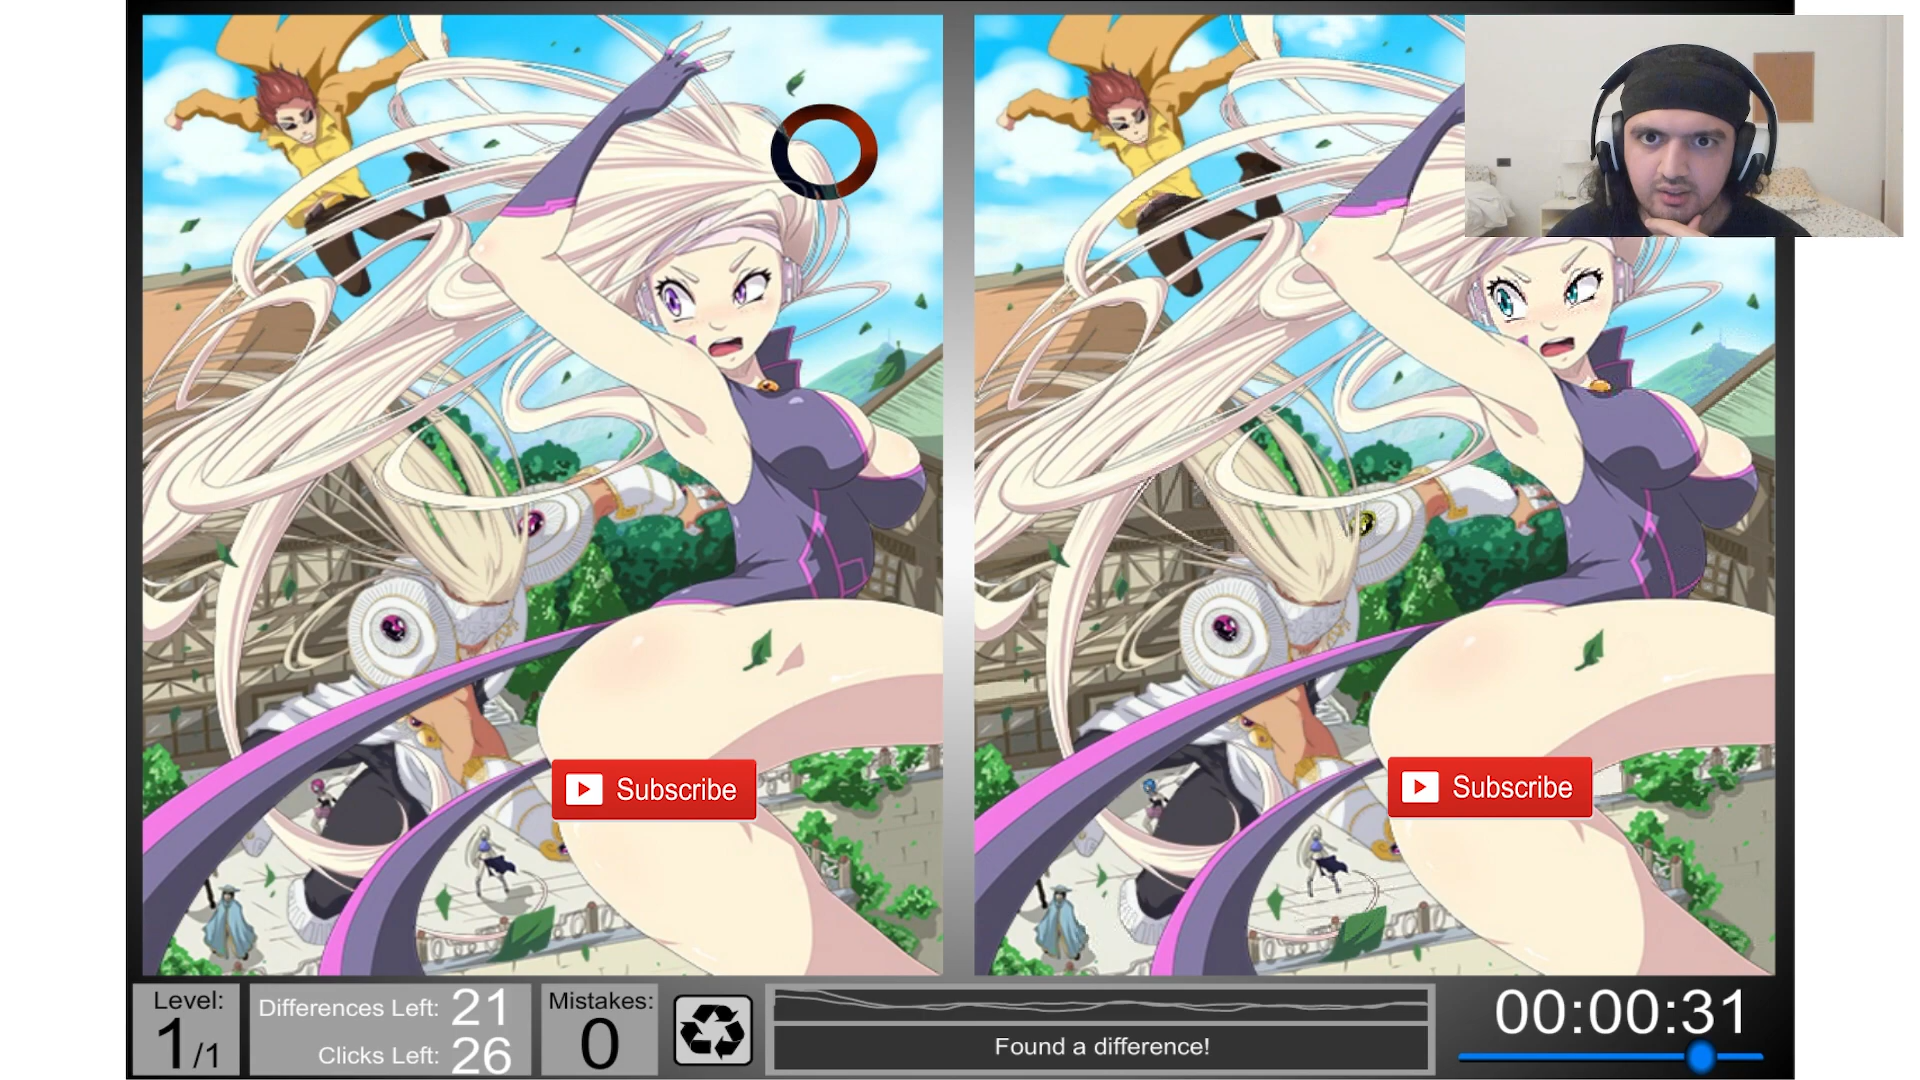 Subscribe
Subscribe
Level:
1/1
Differences Left: 21
Clicks Left: 26
Mistakes:
0
Found a difference!
00:00:31